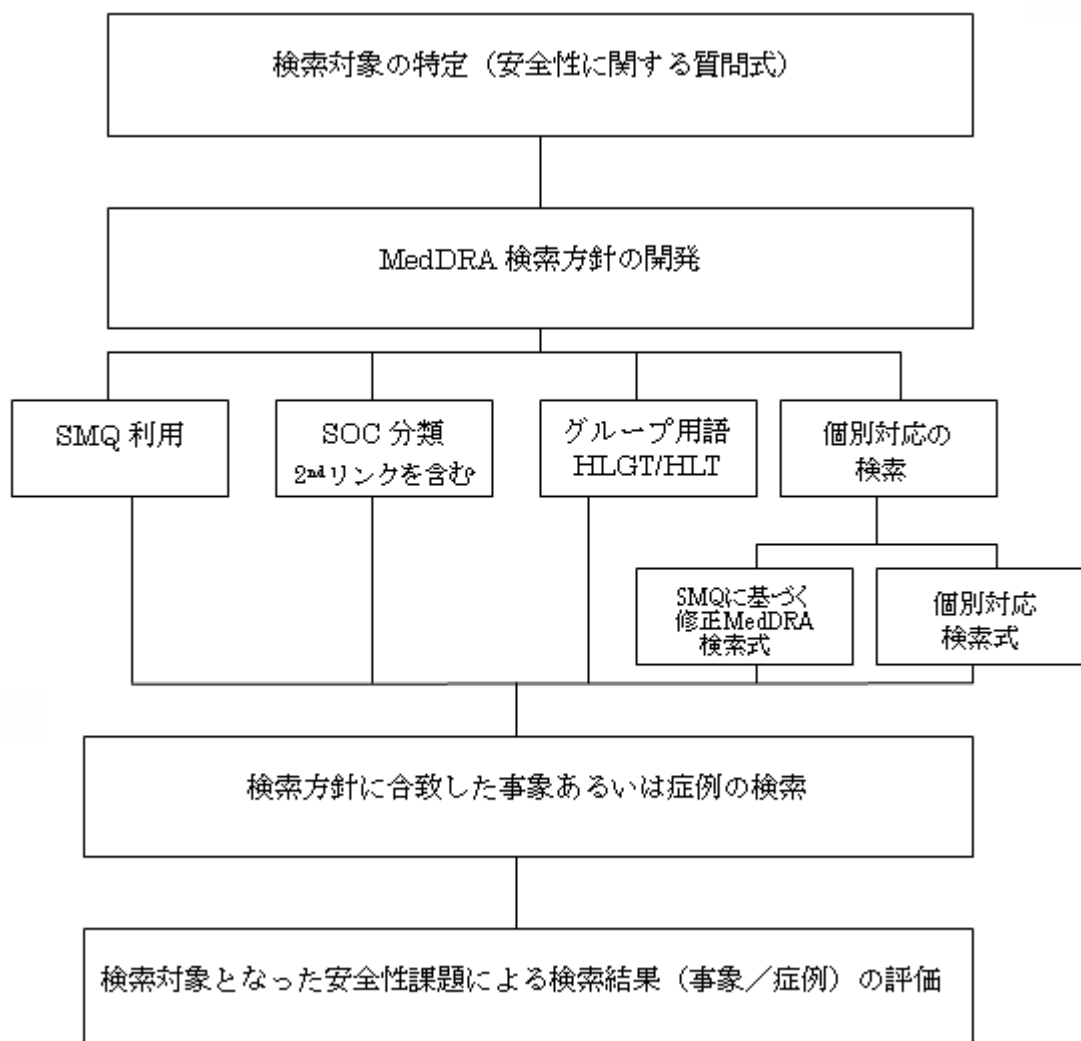 検索対象の特定（安全性に関する質問式）
MedDRA 検索方針の開発
SMQ 利用
SOC 分類
2ndリンクを含む
グループ用語
HLGT/HLT
個別対応の
検索
SMQに基づく
修正MedDRA
検索式
個別対応
検索式
検索方針に合致した事象あるいは症例の検索
検索対象となった安全性課題による検索結果（事象／症例）の評価